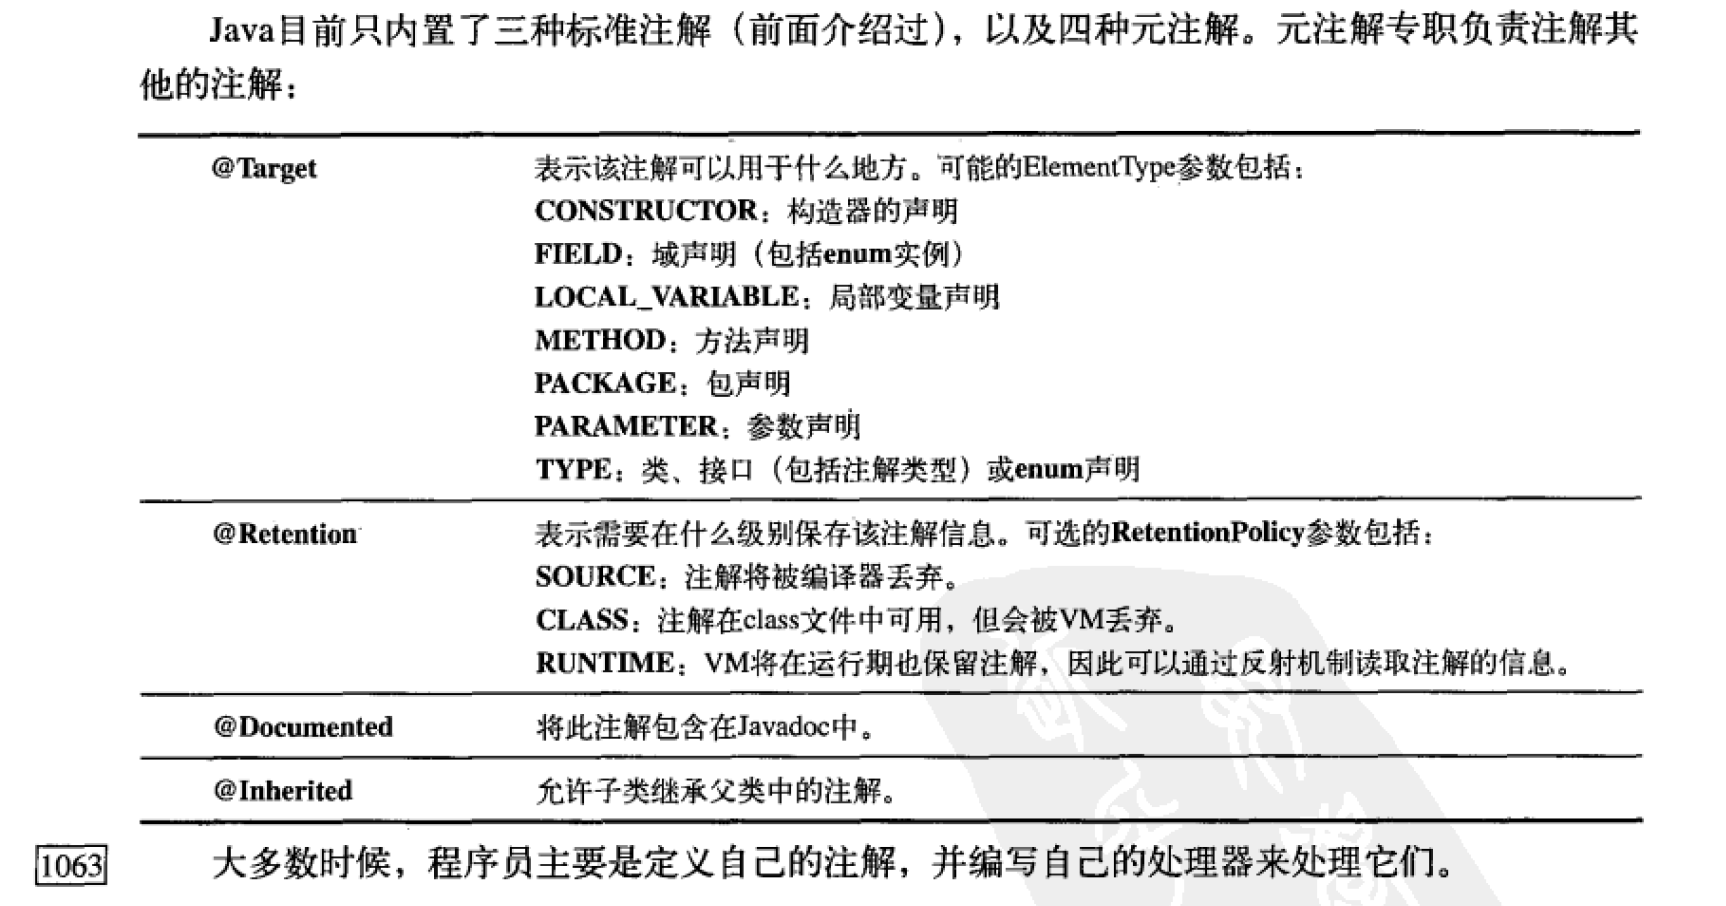 Java目前只内置了三种标准注解（前面介绍过），以及四种元注解。元注解专职负责注解其
他的注解：
@Target 表示该注解可以用于什么地方。可能的ElementType参数包括：
CONSTRUCTOR：构造器的声明
FIELD：域声明（包括enum实例）
LOCAL_VARIABLE：局部变量声明
METHOD：方法声明
PACKAGE：包声明
PARAMETER：参数声明
TYPE：类、接口（包括注解类型）或enum声明
@Retention 表示需要在什么级别保存该注解信息。可选的RetentionPolicy参数包括：
SOURCE：注解将被编译器丢弃。
CLASS：注解在class文件中可用，但会被VM丢弃。
RUNTIME：VM将在运行期也保留注解，因此可以通过反射机制读取注解的信息。
@Documented 将此注解包含在Javadoc中。
@Inherited 允许子类继承父类中的注解。
1063 大多数时候，程序员主要是定义自己的注解，并编写自己的处理器来处理它们。